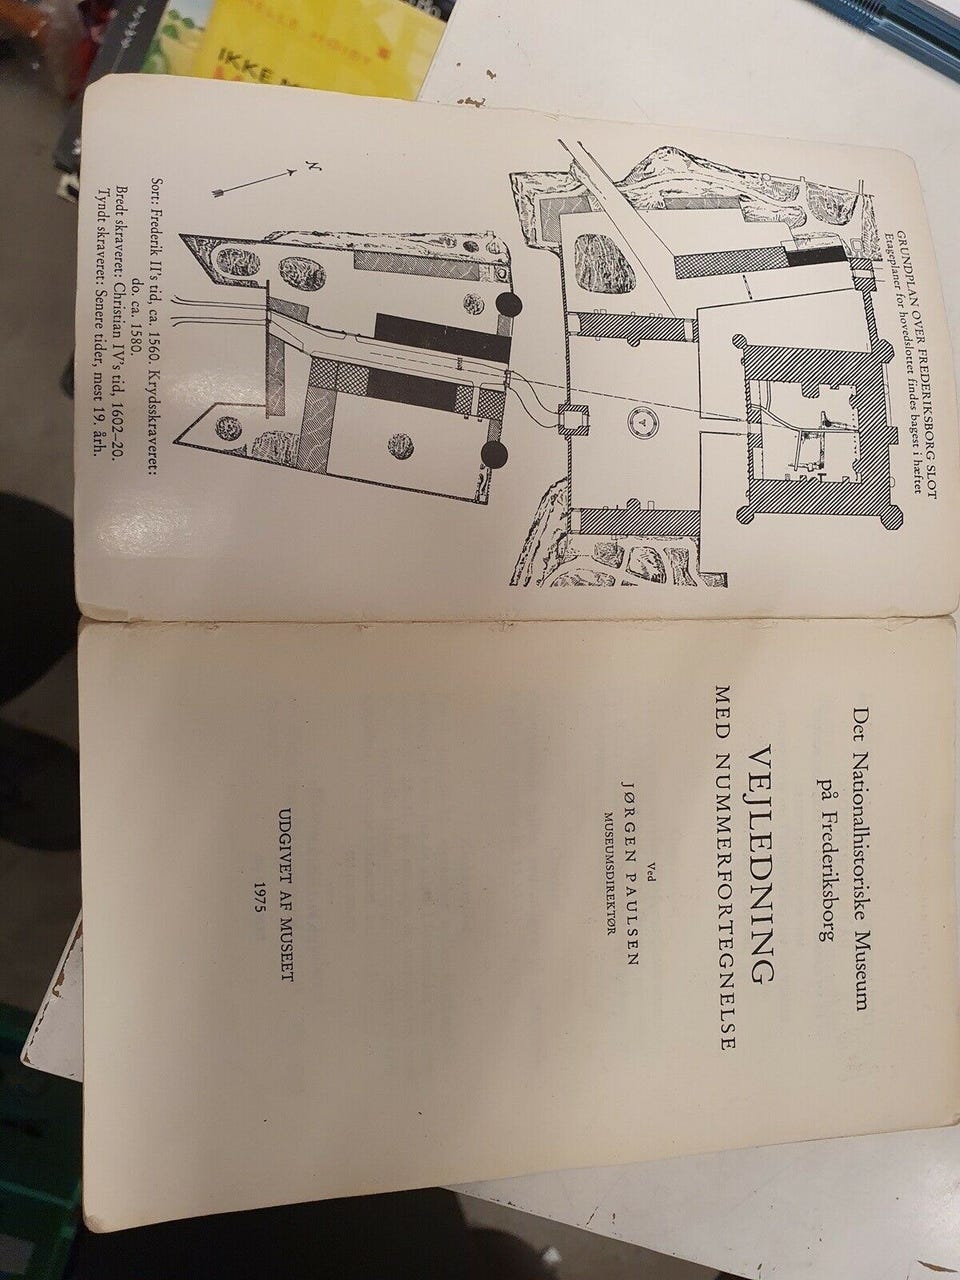 GRUNDPLAN OVER FREDERIKSBORG SLOT
Etageplaner for hovedslottet findes bagest i hæftet
N
Sort: Frederik II's tid, ca. 1560. Krydsskraveret:
do. ca. 1580.
Bredt skraveret: Christian IV's tid, 1602–20.
Tyndt skraveret: Senere tider, mest 19. årh.
Det Nationalhistoriske Museum
på Frederiksborg
VEJLEDNING
MED NUMMERFORTEGNELSE
Ved
JØRGEN PAULSEN
MUSEUMSDIREKTØR
UDGIVET AF MUSEET
1975
IKKE